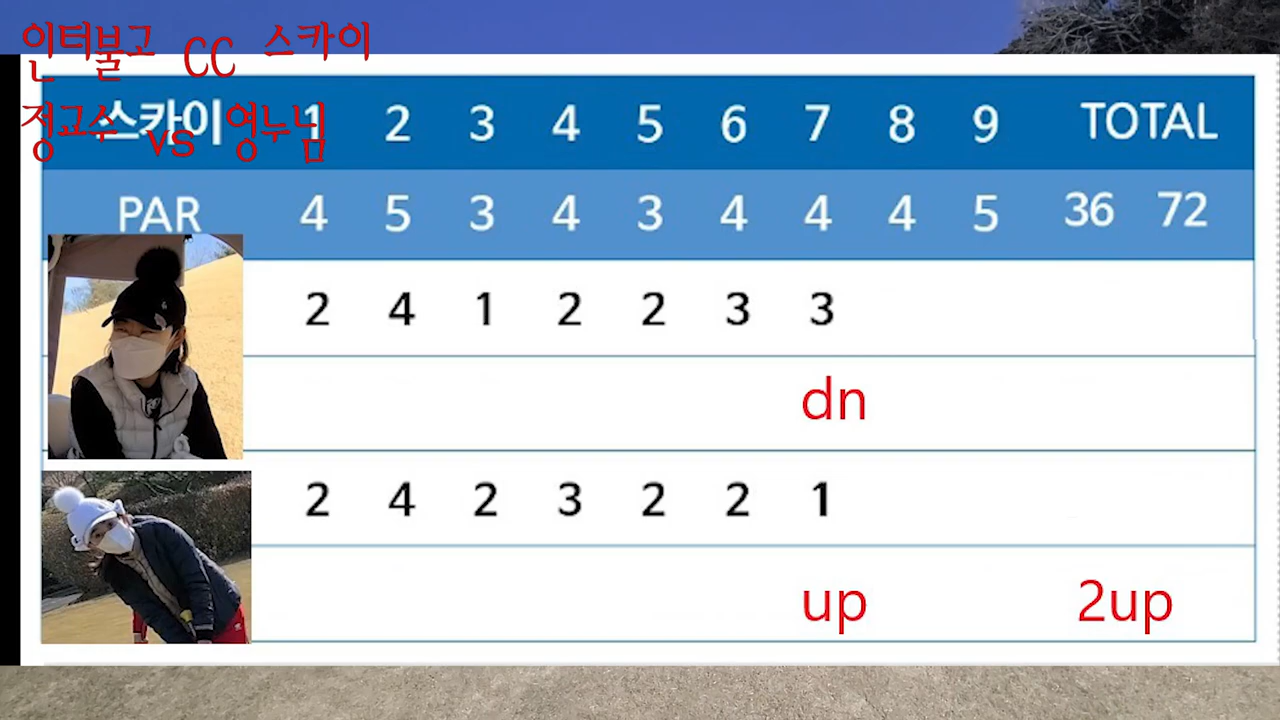 인터불고 CC 스카이
정교수 vs 영누님
스카이 1 2 3 4 5 6 7 8 9 TOTAL
PAR 4 5 3 4 3 4 4 4 5 36 72
2 4 1 2 2 3 3
dn
2 4 2 3 2 2 1
up 2up